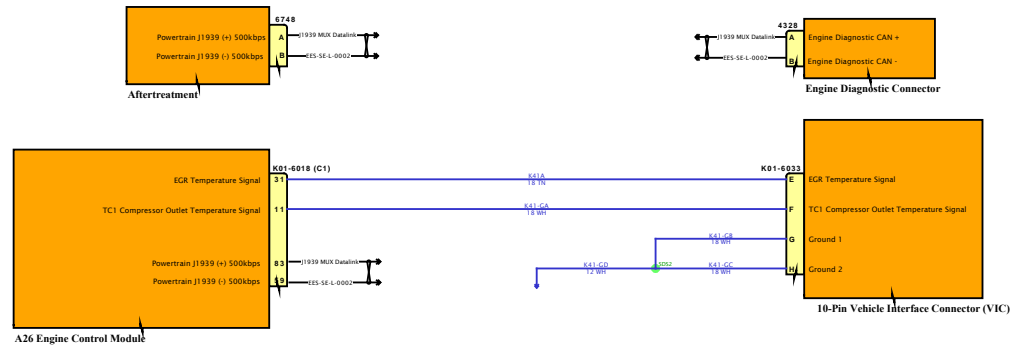 6748
Powertrain J1939 (+) 500kbps A J1939 MUX Datalink
Powertrain J1939 (-) 500kbps B EES-SE-L-0002
Aftertreatment
4328
J1939 MUX Datalink A Engine Diagnostic CAN +
EES-SE-L-0002 B Engine Diagnostic CAN -
Engine Diagnostic Connector
K01-6018 (C1)
EGR Temperature Signal 31
TC1 Compressor Outlet Temperature Signal 11
Powertrain J1939 (+) 500kbps 83 J1939 MUX Datalink
Powertrain J1939 (-) 500kbps EES-SE-L-0002
A26 Engine Control Module
K41A
18 TN
K41-GA
18 WH
K41-GB
18 WH
K41-GD
12 WH
SD52
K41-GC
18 WH
K01-6033
E EGR Temperature Signal
F TC1 Compressor Outlet Temperature Signal
G Ground 1
H Ground 2
10-Pin Vehicle Interface Connector (VIC)